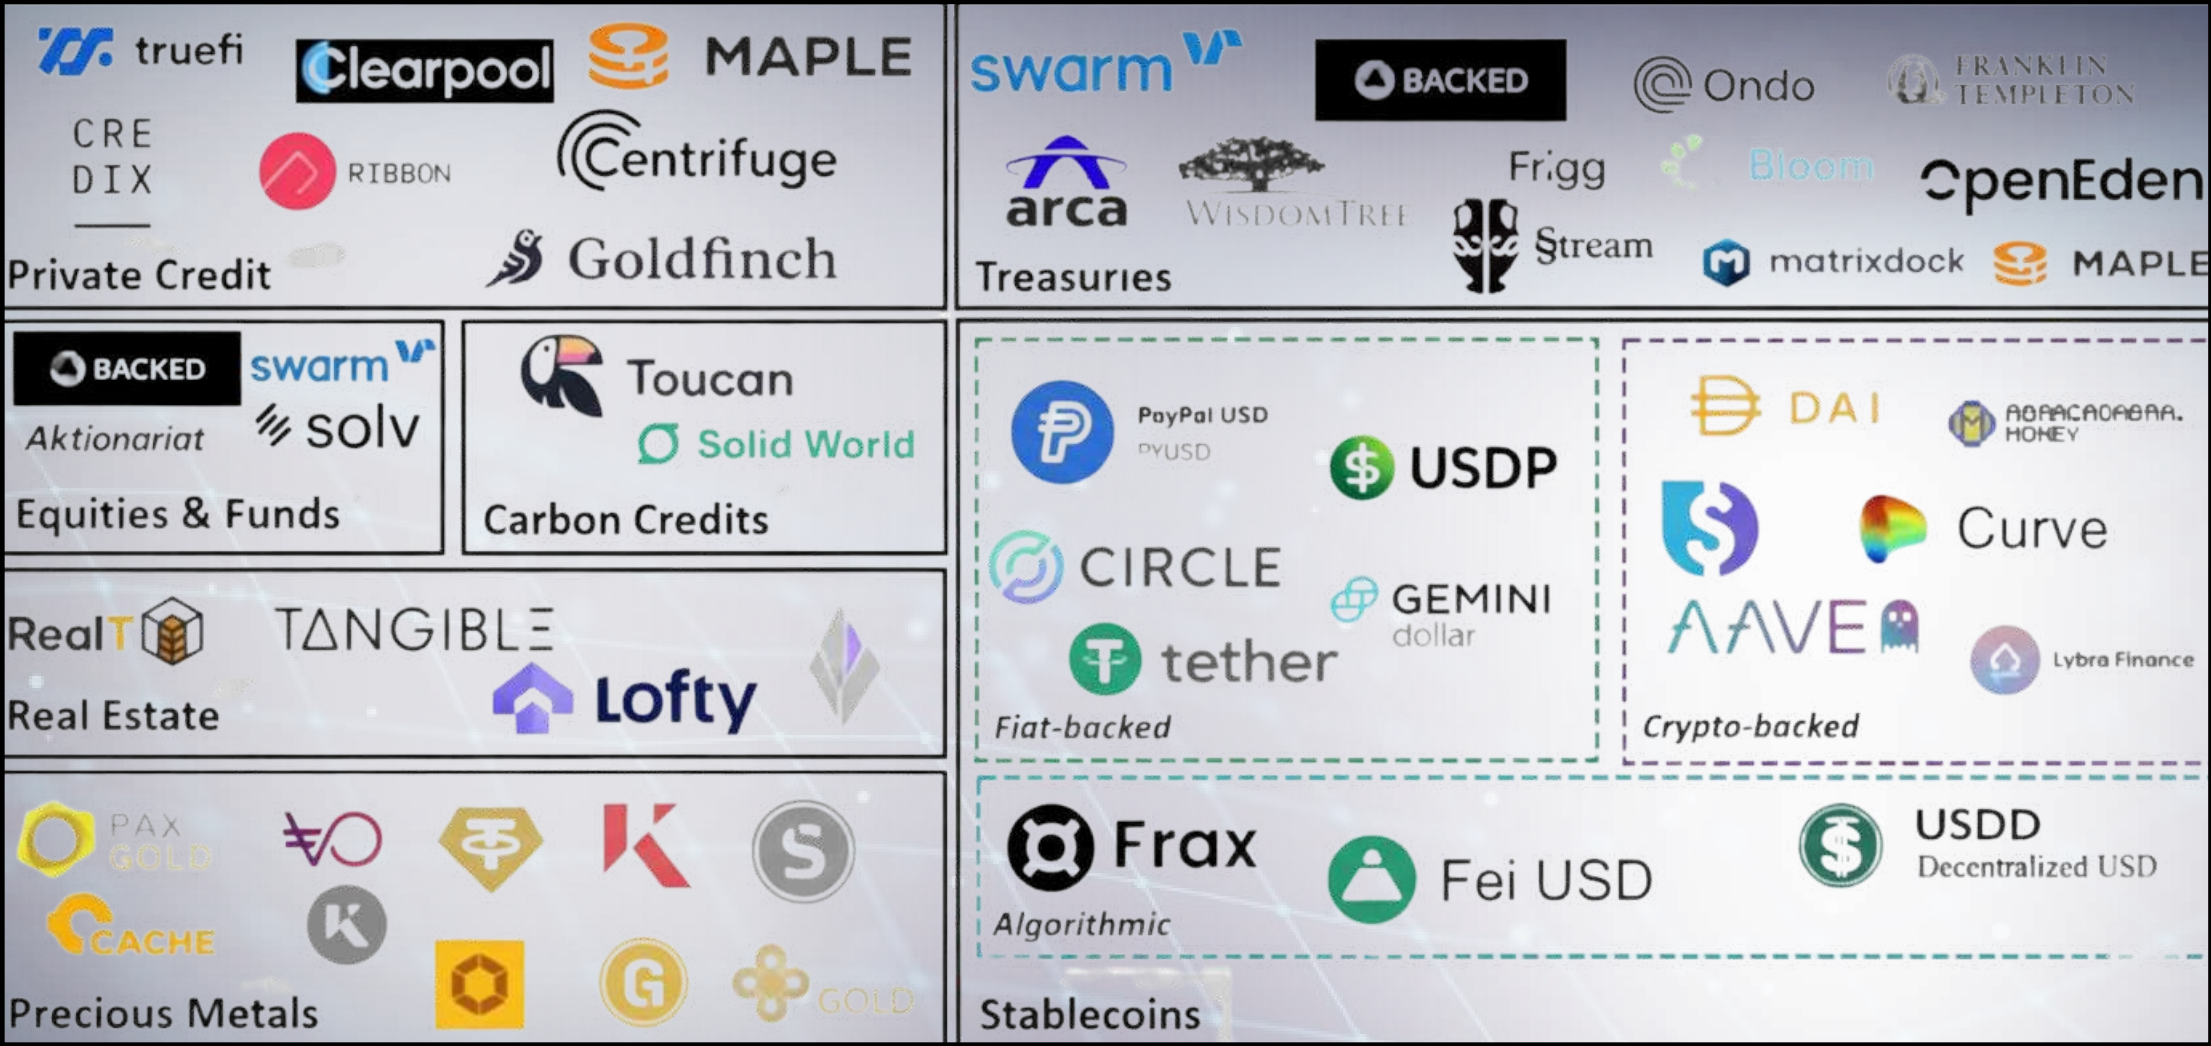 truefi
Clearpool
MAPLE
CRE
DIX
RIBBON
Centrifuge
Goldfinch
Private Credit
swarm
BACKED
Ondo
FRANKLIN
TEMPLETON
arca
WISDOMTREE
Frigg
Bloom
OpenEden
Stream
matrixdock
MAPLE
Treasuries
BACKED
swarm
Aktionariat
solv
Equities & Funds
Toucan
Solid World
Carbon Credits
RealT
TANGIBLE
Lofty
Real Estate
PAX
GOLD
K
S
CACHE
K
G
GOLD
Precious Metals
PayPal USD
PYUSD
USDP
CIRCLE
GEMINI
dollar
tether
Fiat-backed
DAI
ABRACADABRA.
MONEY
Curve
AAVE
Lybra Finance
Crypto-backed
Frax
Fei USD
USDD
Decentralized USD
Algorithmic
Stablecoins